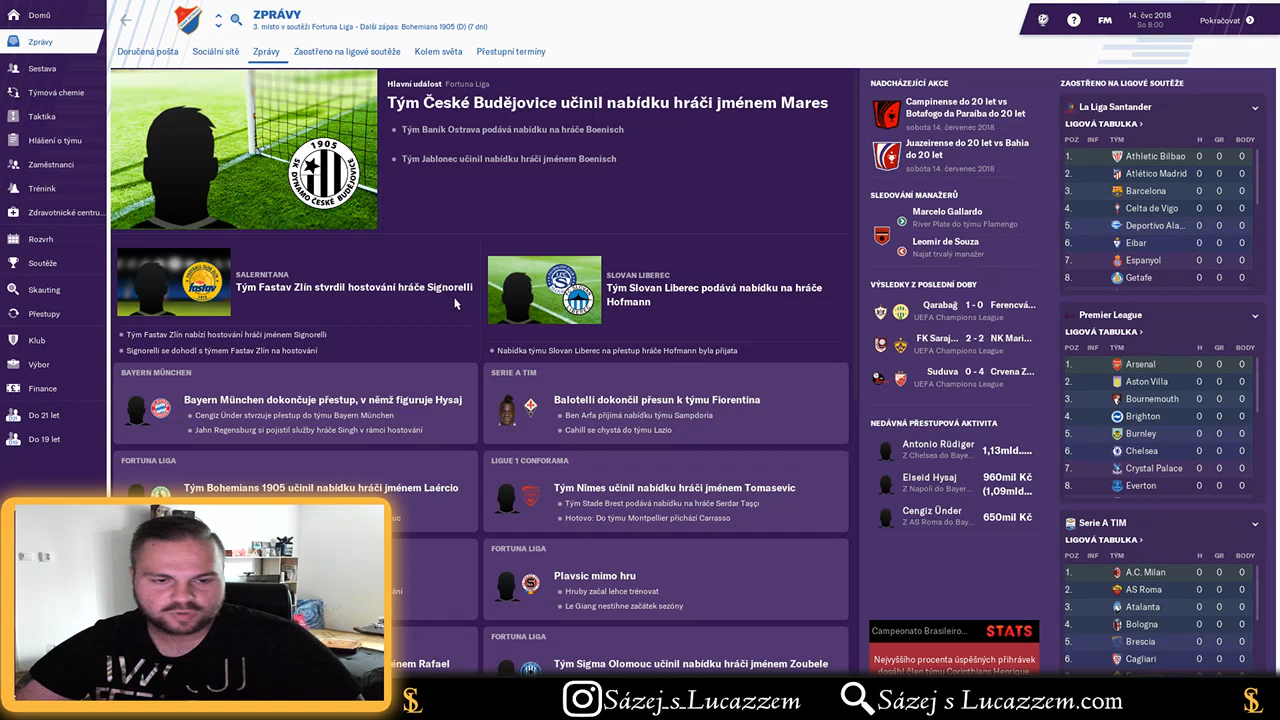 Domů
Zprávy
Sestava
Týmová chemie
Taktika
Hlášení o týmu
Zaměstnanci
Trénink
Zdravotnické centru...
Rozvrh
Soutěže
Skauting
Přestupy
Klub
Výbor
Finance
Do 21 let
Do 19 let
ZPRÁVY
3. místo v soutěži Fortuna Liga - Další zápas: Bohemians 1905 (D) (7 dní)
Doručená pošta
Sociální sítě
Zprávy
Zaostřeno na ligové soutěže
Kolem světa
Přestupní termíny
?
FM
14. čvc 2018
So 8:00
Pokračovat
Hlavní událost Fortuna Liga
Tým České Budějovice učinil nabídku hráči jménem Mares
Tým Baník Ostrava podává nabídku na hráče Boenisch
Tým Jablonec učinil nabídku hráči jménem Boenisch
1905
SK DYNAMO ČESKÉ BUDĚJOVICE
fastav
SALERNITANA
Tým Fastav Zlín stvrdil hostování hráče Signorelli
Tým Fastav Zlín nabízí hostování hráči jménem Signorelli
Signorelli se dohodl s týmem Fastav Zlín na hostování
SLOVAN LIBEREC
Tým Slovan Liberec podává nabídku na hráče
Hofmann
Nabídka týmu Slovan Liberec na přestup hráče Hofmann byla přijata
BAYERN MÜNCHEN
Bayern München dokončuje přestup, v němž figuruje Hysaj
Cengiz Ünder stvrzuje přestup do týmu Bayern München
Jahn Regensburg si pojistil služby hráče Singh v rámci hostování
SERIE A TIM
Balotelli dokončil přesun k týmu Fiorentina
Ben Arfa přijímá nabídku týmu Sampdoria
Cahill se chystá do týmu Lazio
FORTUNA LIGA
Tým Bohemians 1905 učinil nabídku hráči jménem Laércio
LIGUE 1 CONFORAMA
Tým Nîmes učinil nabídku hráči jménem Tomasevic
Tým Stade Brest podává nabídku na hráče Serdar Taşçı
Hotovo: Do týmu Montpellier přichází Carrasso
FORTUNA LIGA
Plavsic mimo hru
Hruby začal lehce trénovat
Le Giang nestihne začátek sezóny
ménem Rafael
FORTUNA LIGA
Tým Sigma Olomouc učinil nabídku hráči jménem Zoubele
NADCHÁZEJÍCÍ AKCE
Campinense do 20 let vs
Botafogo da Paraíba do 20 let
sobota 14. červenec 2018
Juazeirense do 20 let vs Bahia
do 20 let
sobota 14. červenec 2018
SLEDOVÁNÍ MANAŽERŮ
Marcelo Gallardo
River Plate do týmu Flamengo
Leomir de Souza
Najat trvalý manažer
VÝSLEDKY Z POSLEDNÍ DOBY
Qarabağ 1 - 0 Ferencvá...
UEFA Champions League
FK Saraj... 2 - 2 NK Mari...
UEFA Champions League
Suduva 0 - 4 Crvena Z...
UEFA Champions League
NEDÁVNÁ PŘESTUPOVÁ AKTIVITA
Antonio Rüdiger
Z Chelsea do Baye...
1,13mld....
Elseid Hysaj
Z Napoli do Bayer...
960mil Kč
(1,09mld...
Cengiz Ünder
Z AS Roma do Bay...
650mil Kč
Campeonato Brasileiro...
STATS
Nejvyššího procenta úspěšných přihrávek
dosáhl člen týmu Corinthians Henrique
ZAOSTŘENO NA LIGOVÉ SOUTĚŽE
La Liga Santander
LIGOVÁ TABULKA ›
POZ INF TÝM H GR BODY
1. Athletic Bilbao 0 0 0
2. Atlético Madrid 0 0 0
3. Barcelona 0 0 0
4. Celta de Vigo 0 0 0
5. Deportivo Ala... 0 0 0
6. Eibar 0 0 0
7. Espanyol 0 0 0
8. Getafe 0 0 0
Premier League
LIGOVÁ TABULKA ›
POZ INF TÝM H GR BODY
1. Arsenal 0 0 0
2. Aston Villa 0 0 0
3. Bournemouth 0 0 0
4. Brighton 0 0 0
5. Burnley 0 0 0
6. Chelsea 0 0 0
7. Crystal Palace 0 0 0
8. Everton 0 0 0
Serie A TIM
LIGOVÁ TABULKA ›
POZ INF TÝM H GR BODY
1. A.C. Milan 0 0 0
2. AS Roma 0 0 0
3. Atalanta 0 0 0
4. Bologna 0 0 0
5. Brescia 0 0 0
6. Cagliari 0 0 0
Sázej_s_Lucazzem
Sázej s Lucazzem.com